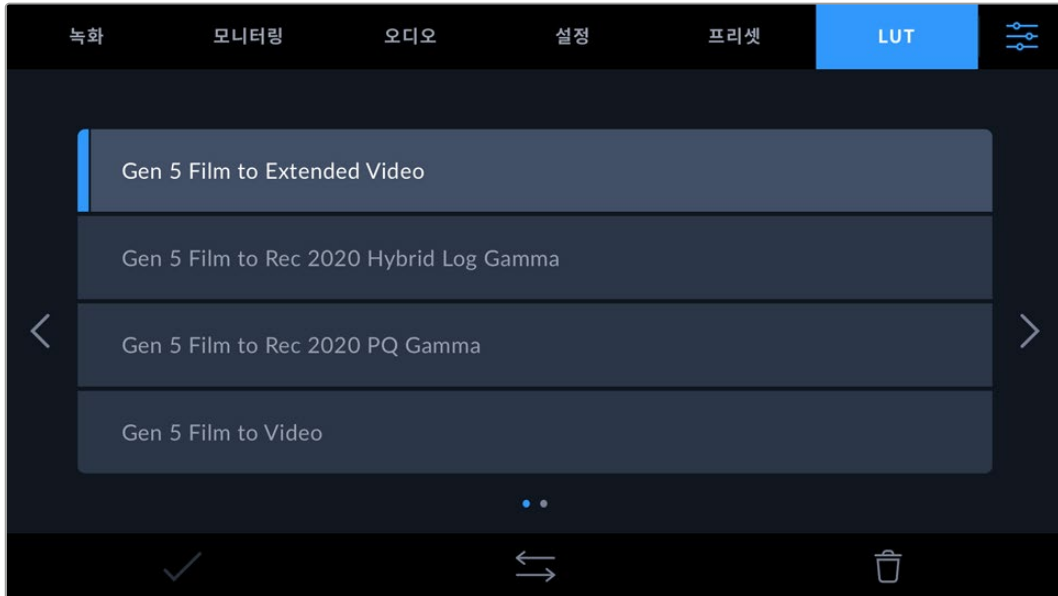 녹화 모니터링 오디오 설정 프리셋 LUT
Gen 5 Film to Extended Video
Gen 5 Film to Rec 2020 Hybrid Log Gamma
Gen 5 Film to Rec 2020 PQ Gamma
Gen 5 Film to Video